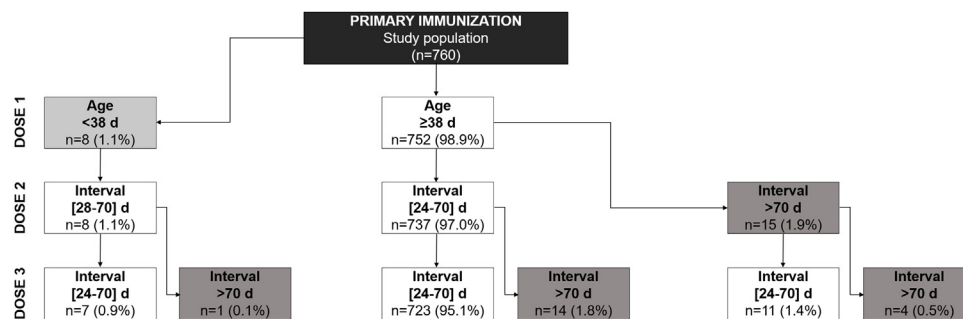 PRIMARY IMMUNIZATION
Study population
(n=760)
DOSE 1
Age
<38 d
n=8 (1.1%)
Age
≥38 d
n=752 (98.9%)
DOSE 2
Interval
[28-70] d
n=8 (1.1%)
Interval
[24-70] d
n=737 (97.0%)
Interval
>70 d
n=15 (1.9%)
DOSE 3
Interval
[24-70] d
n=7 (0.9%)
Interval
>70 d
n=1 (0.1%)
Interval
[24-70] d
n=723 (95.1%)
Interval
>70 d
n=14 (1.8%)
Interval
[24-70] d
n=11 (1.4%)
Interval
>70 d
n=4 (0.5%)